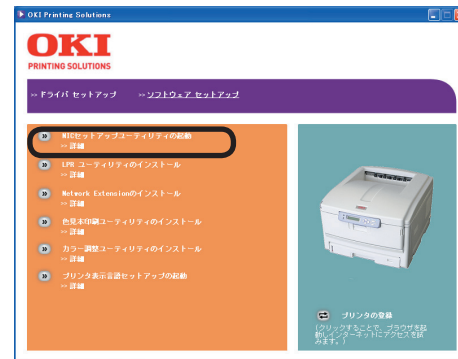 OKI Printing Solutions
OKI
PRINTING SOLUTIONS
>> ドライバ セットアップ >> ソフトウェア セットアップ
NICセットアップユーティリティの起動
>> 詳細
LPR ユーティリティのインストール
>> 詳細
Network Extensionのインストール
>> 詳細
色見本印刷ユーティリティのインストール
>> 詳細
カラー調整ユーティリティのインストール
>> 詳細
プリンタ表示言語セットアップの起動
>> 詳細
プリンタの登録
(クリックすることで、ブラウザを起
動しインターネットにアクセスを試
みます。)